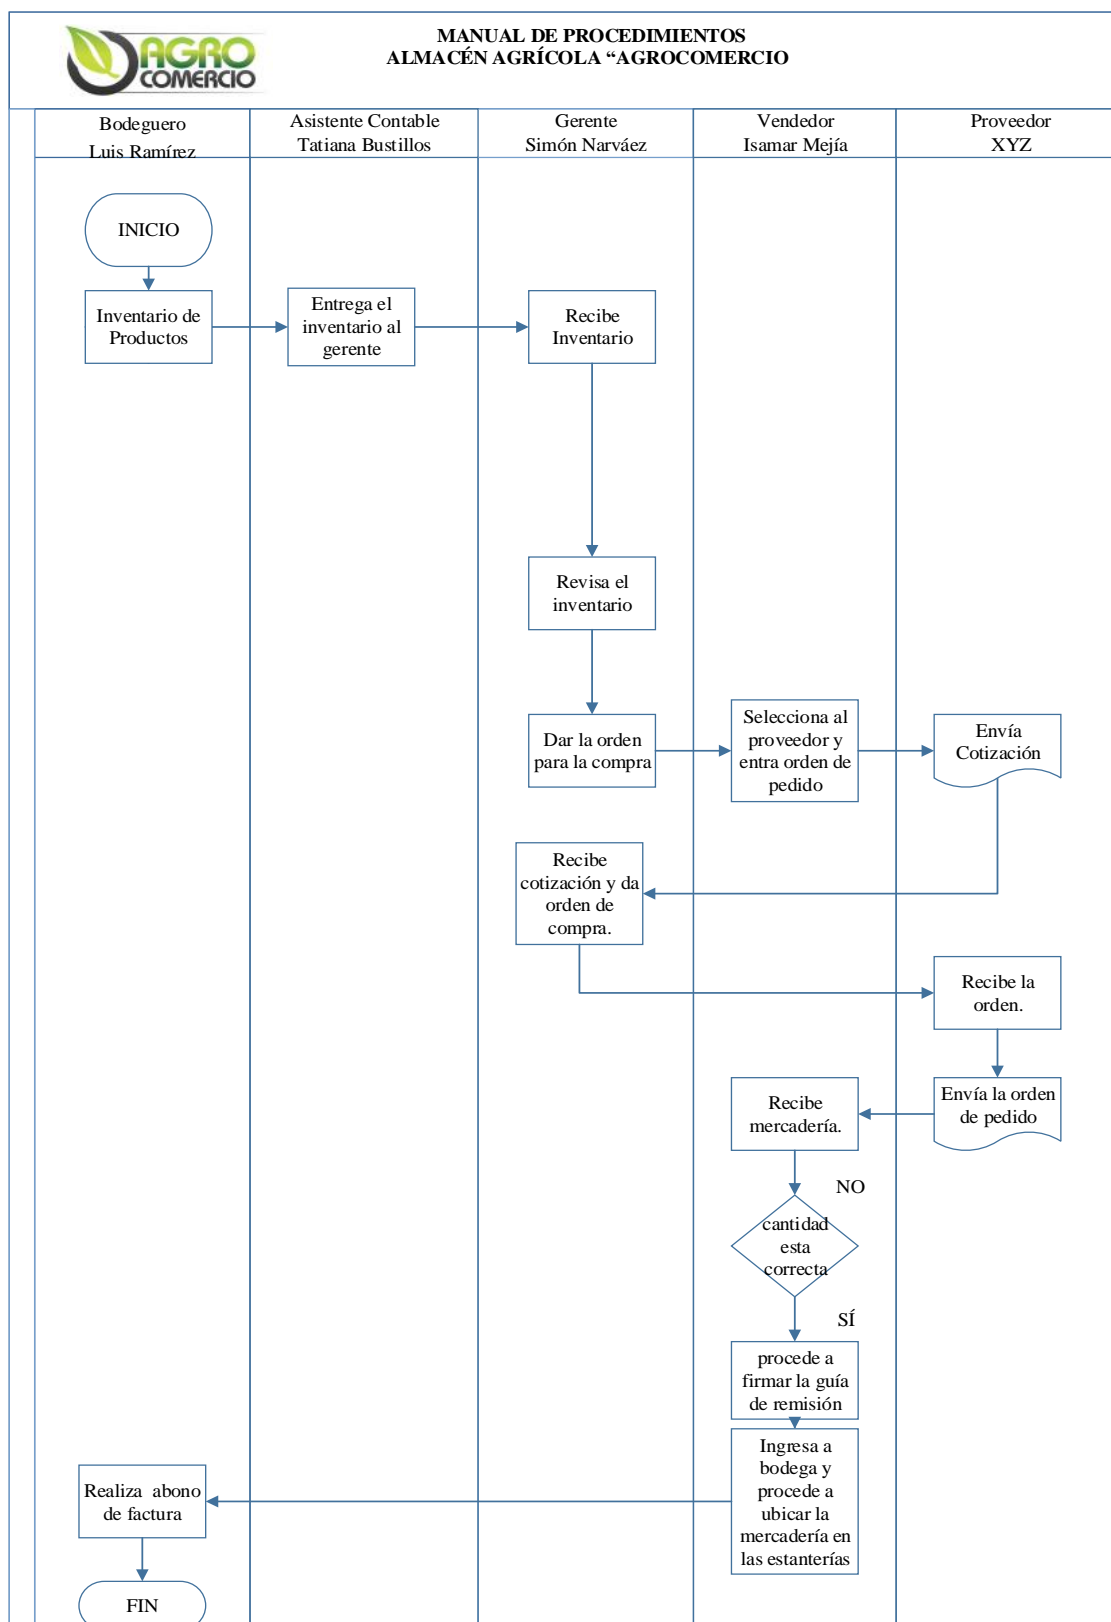 AGRO
COMERCIO
MANUAL DE PROCEDIMIENTOS
ALMACÉN AGRÍCOLA “AGROCOMERCIO
Bodeguero
Luis Ramírez
Asistente Contable
Tatiana Bustillos
Gerente
Simón Narváez
Vendedor
Isamar Mejía
Proveedor
XYZ
INICIO
Inventario de
Productos
Entrega el
inventario al
gerente
Recibe
Inventario
Revisa el
inventario
Dar la orden
para la compra
Selecciona al
proveedor y
entra orden de
pedido
Envía
Cotización
Recibe
cotización y da
orden de
compra.
Recibe la
orden.
Envía la orden
de pedido
Recibe
mercadería.
NO
cantidad
esta
correcta
SÍ
procede a
firmar la guía
de remisión
Ingresa a
bodega y
procede a
ubicar la
mercadería en
las estanterías
Realiza abono
de factura
FIN